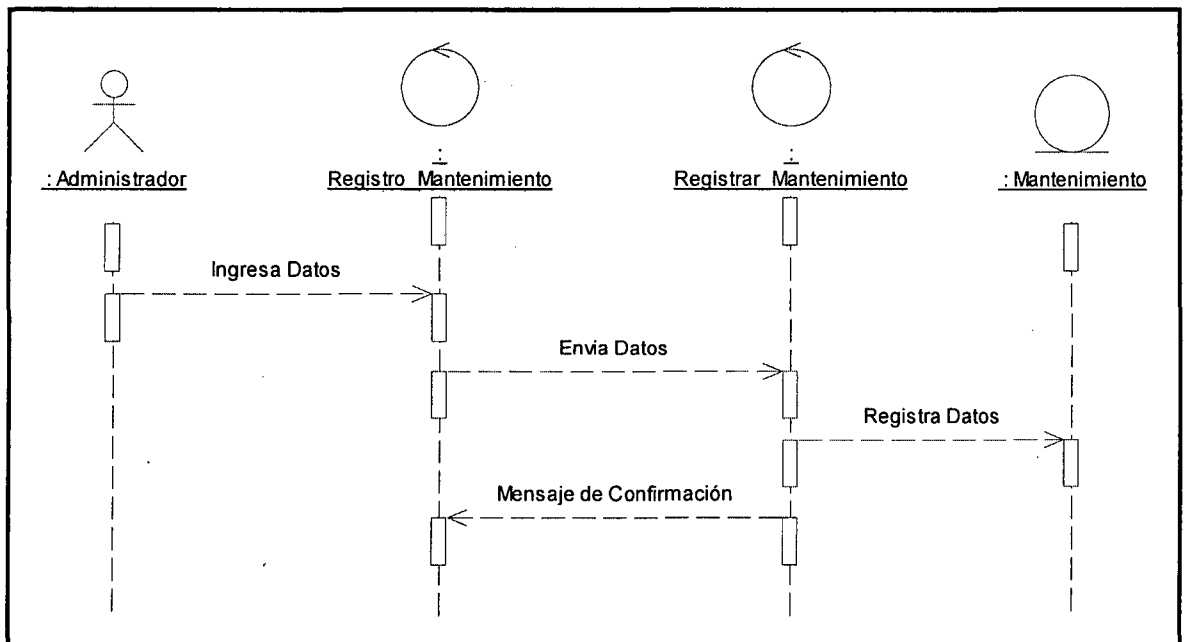 : Administrador
:
Registro Mantenimiento
:
Registrar Mantenimiento
: Mantenimiento
Ingresa Datos
Envia Datos
Registra Datos
Mensaje de Confirmación